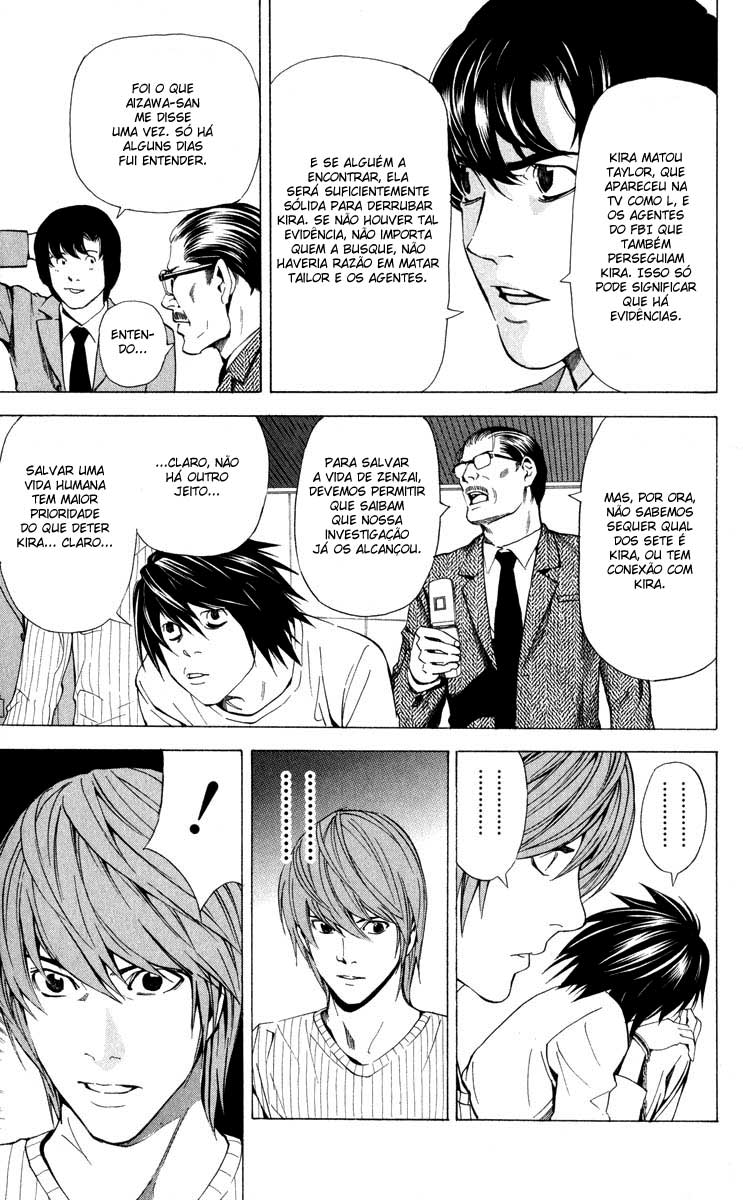 KIRA MATOU
TAYLOR, QUE
APARECEU NA
TV COMO L, E
OS AGENTES
DO FBI QUE
TAMBÉM
PERSEGUIAM
KIRA. ISSO SÓ
PODE SIGNIFICAR
QUE HÁ
EVIDÊNCIAS.
E SE ALGUÉM A
ENCONTRAR, ELA
SERÁ SUFICIENTEMENTE
SÓLIDA PARA DERRUBAR
KIRA. SE NÃO HOUVER TAL
EVIDÊNCIA, NÃO IMPORTA
QUEM A BUSQUE, NÃO
HAVERIA RAZÃO EM MATAR
TAILOR E OS AGENTES.
FOI O QUE
AIZAWA-SAN
ME DISSE
UMA VEZ. SÓ HÁ
ALGUNS DIAS
FUI ENTENDER.
ENTEN-
DO...
MAS, POR ORA,
NÃO SABEMOS
SEQUER QUAL
DOS SETE É
KIRA, OU TEM
CONEXÃO COM
KIRA.
PARA SALVAR
A VIDA DE ZENZAI,
DEVEMOS PERMITIR
QUE SAIBAM
QUE NOSSA
INVESTIGAÇÃO
JÁ OS ALCANÇOU.
...CLARO, NÃO
HÁ OUTRO
JEITO...
SALVAR UMA
VIDA HUMANA
TEM MAIOR
PRIORIDADE
DO QUE DETER
KIRA... CLARO...
.........
.........
.........
.........
!